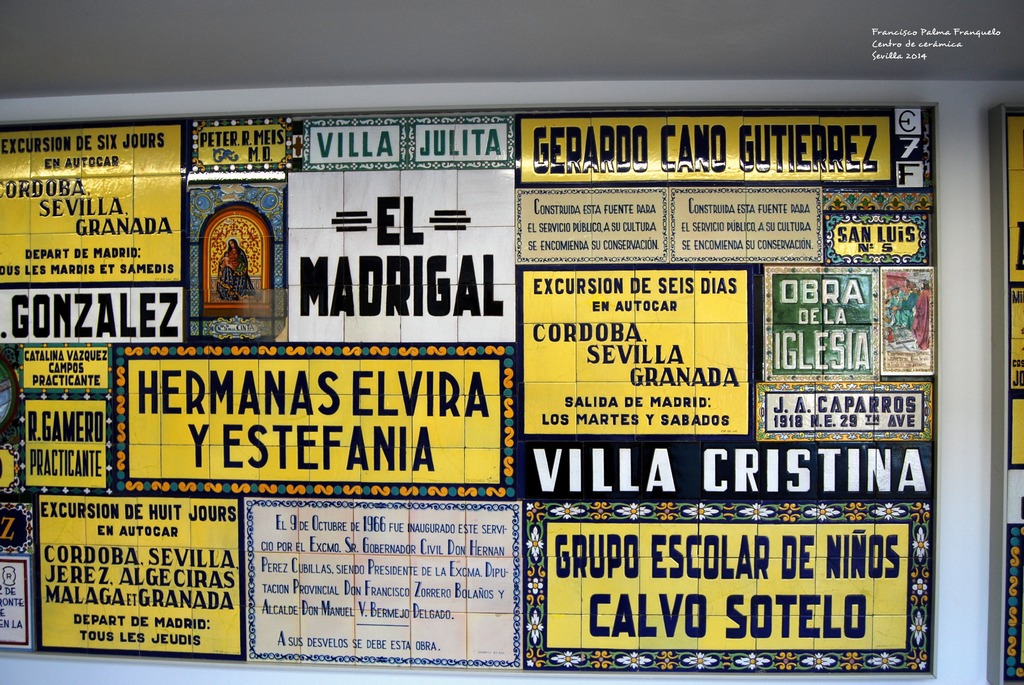 Francisco Palma Franquelo
Centro de cerámica
Sevilla 2014
EXCURSION DE SIX JOURS
EN AUTOCAR
CORDOBA,
SEVILLA,
GRANADA
DEPART DE MADRID:
TOUS LES MARDIS ET SAMEDIS
PETER. R. MEIS
M.D.
VILLA JULITA
EL
MADRIGAL
GERARDO CANO GUTIERREZ
E
7
F
CONSTRUIDA ESTA FUENTE PARA
EL SERVICIO PUBLICO, A SU CULTURA
SE ENCOMIENDA SU CONSERVACIÓN.
CONSTRUIDA ESTA FUENTE PARA
EL SERVICIO PUBLICO, A SU CULTURA
SE ENCOMIENDA SU CONSERVACIÓN.
SAN LUIS
Nº 5
. GONZALEZ
EXCURSION DE SEIS DIAS
EN AUTOCAR
CORDOBA,
SEVILLA,
GRANADA
SALIDA DE MADRID:
LOS MARTES Y SABADOS
OBRA
DE LA
IGLESIA
J. A. CAPARROS
1918 N.E. 29 TH AVE
CATALINA VAZQUEZ
CAMPOS
PRACTICANTE
R. GAMERO
PRACTICANTE
HERMANAS ELVIRA
Y ESTEFANIA
VILLA CRISTINA
EXCURSION DE HUIT JOURS
EN AUTOCAR
CORDOBA, SEVILLA,
JEREZ, ALGECIRAS
MALAGA ET GRANADA
DEPART DE MADRID:
TOUS LES JEUDIS
EL 9 DE OCTUBRE DE 1966 FUE INAUGURADO ESTE SERVI-
CIO POR EL EXCMO. SR. GOBERNADOR CIVIL DON HERNAN
PEREZ CUBILLAS, SIENDO PRESIDENTE DE LA EXCMA. DIPU-
TACION PROVINCIAL DON FRANCISCO ZORRERO BOLAÑOS Y
ALCALDE DON MANUEL V. BERMEJO DELGADO.
A SUS DESVELOS SE DEBE ESTA OBRA.
GRUPO ESCOLAR DE NIÑOS
CALVO SOTELO
Z
R
2 DE
RONTE
EN LA